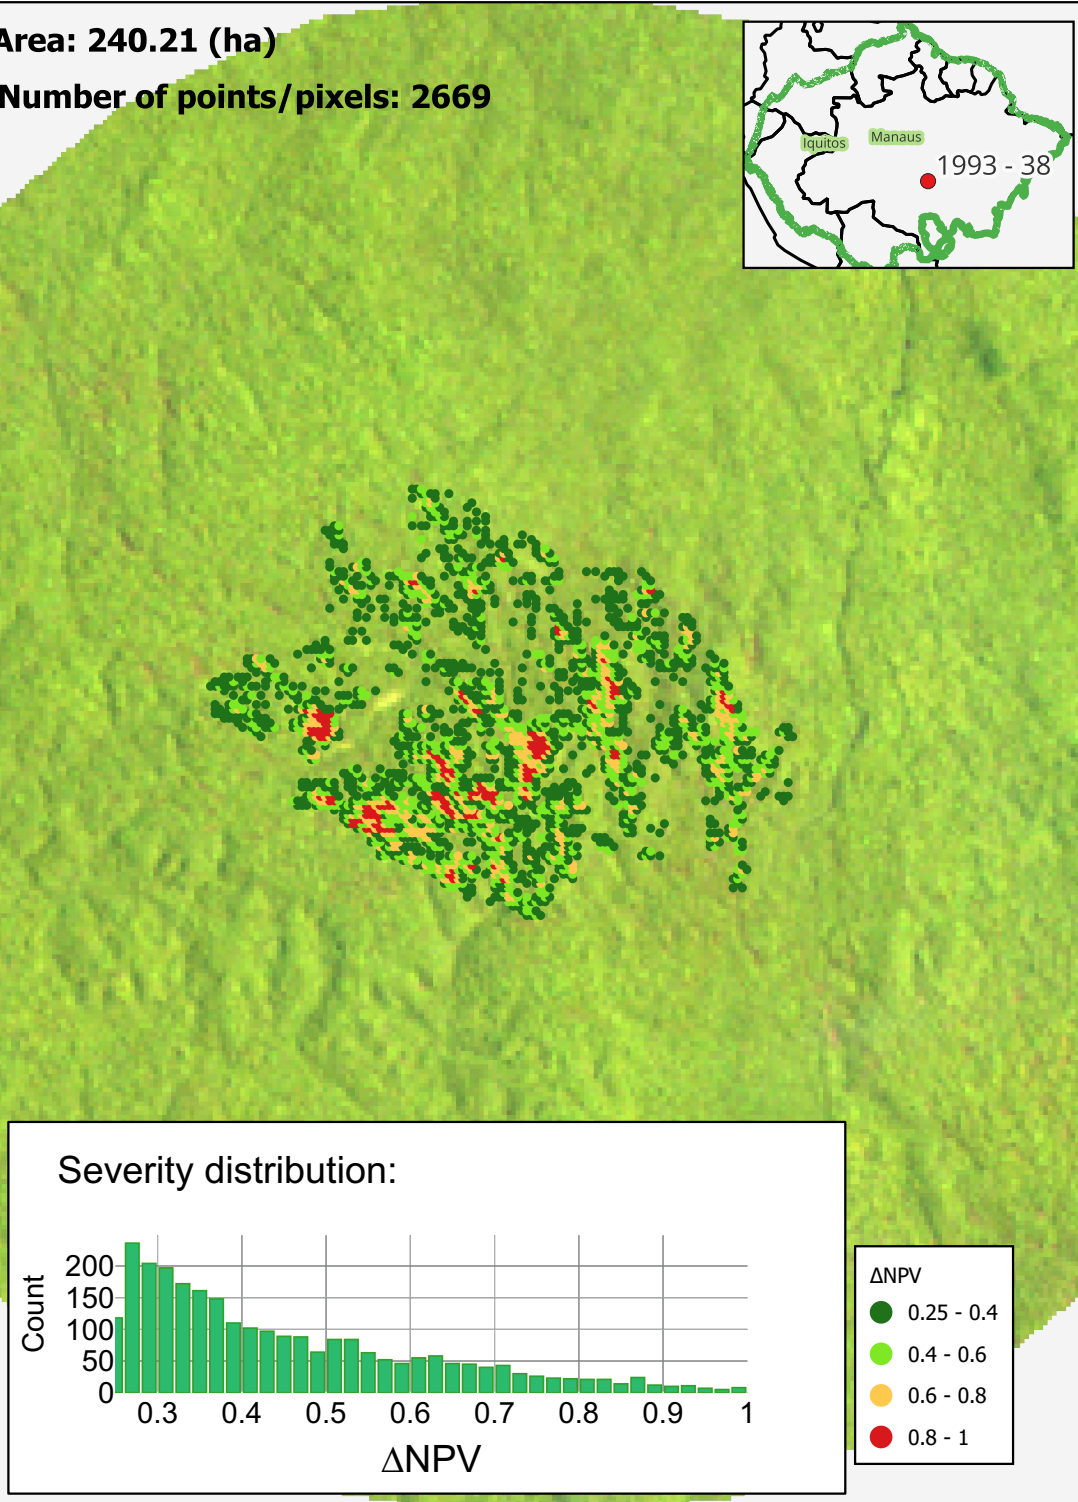 Area: 240.21 (ha)
Number of points/pixels: 2669
Iquitos
Manaus
1993 - 38
Severity distribution:
Count
200
150
100
50
0
0.3 0.4 0.5 0.6 0.7 0.8 0.9 1
ΔNPV
ΔNPV
0.25 - 0.4
0.4 - 0.6
0.6 - 0.8
0.8 - 1